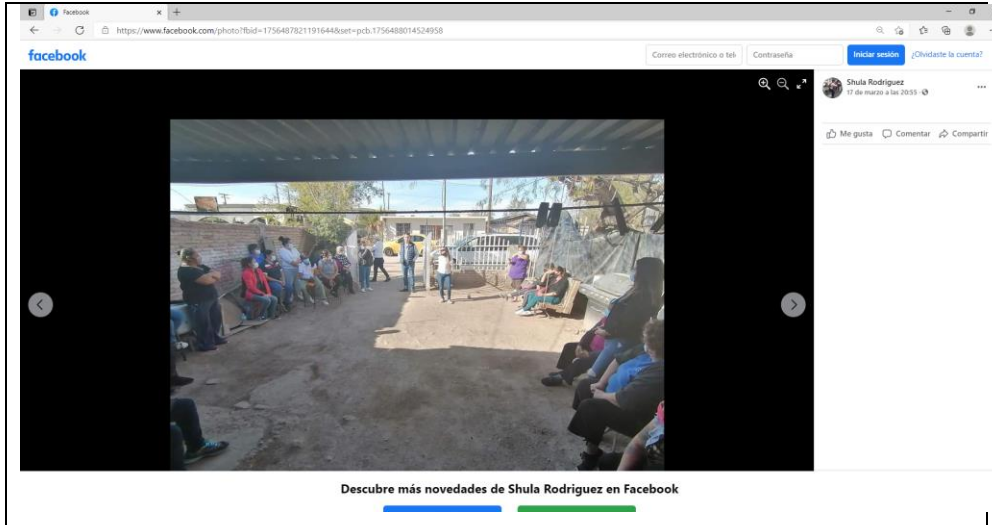 Facebook
https://www.facebook.com/photo?fbid=1756487821191644&set=pcb.1756488014524958
facebook
Correo electrónico o telé
Contraseña
Iniciar sesión
¿Olvidaste la cuenta?
Shula Rodriguez
17 de marzo a las 20:55 ·
Me gusta
Comentar
Compartir
Descubre más novedades de Shula Rodriguez en Facebook